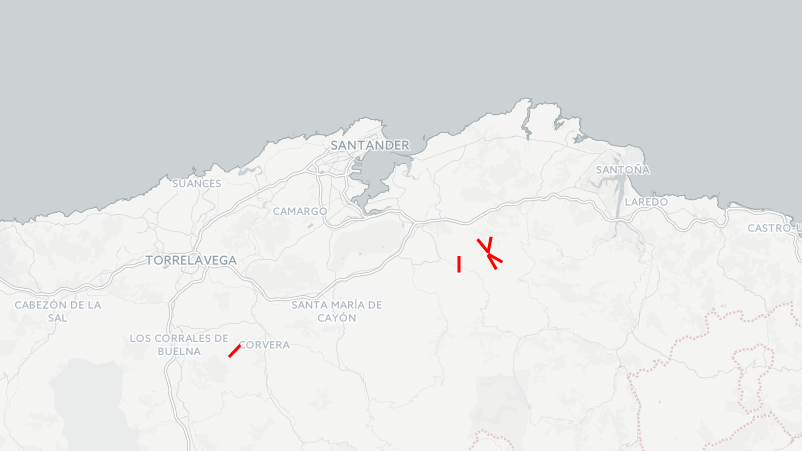 SANTANDER
SANTOÑA
SUANCES
LAREDO
CAMARGO
CASTRO-U
TORRELAVEGA
CABEZÓN DE LA
SAL
SANTA MARÍA DE
CAYÓN
LOS CORRALES DE
BUELNA
CORVERA